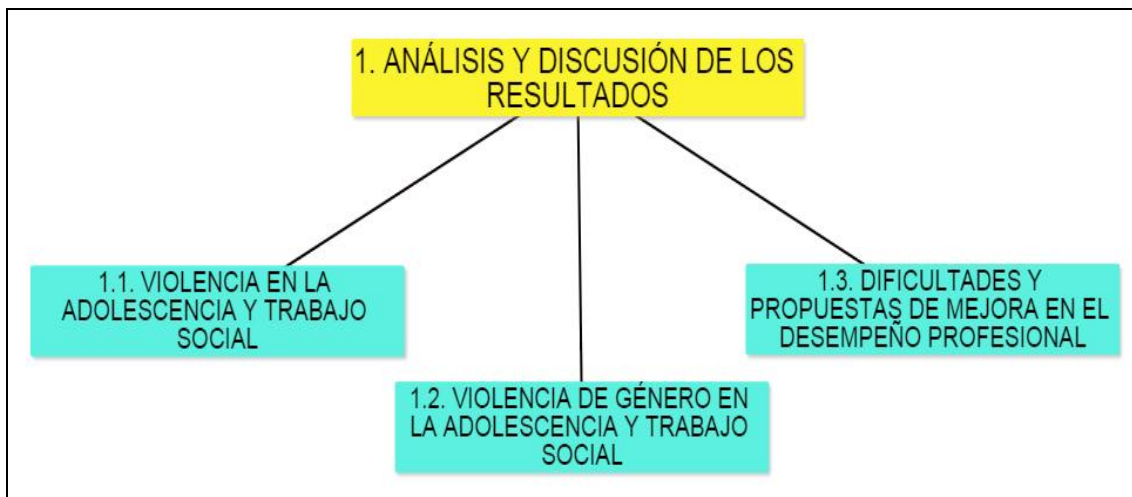 1. ANÁLISIS Y DISCUSIÓN DE LOS
RESULTADOS
1.1. VIOLENCIA EN LA
ADOLESCENCIA Y TRABAJO
SOCIAL
1.2. VIOLENCIA DE GÉNERO EN
LA ADOLESCENCIA Y TRABAJO
SOCIAL
1.3. DIFICULTADES Y
PROPUESTAS DE MEJORA EN EL
DESEMPEÑO PROFESIONAL